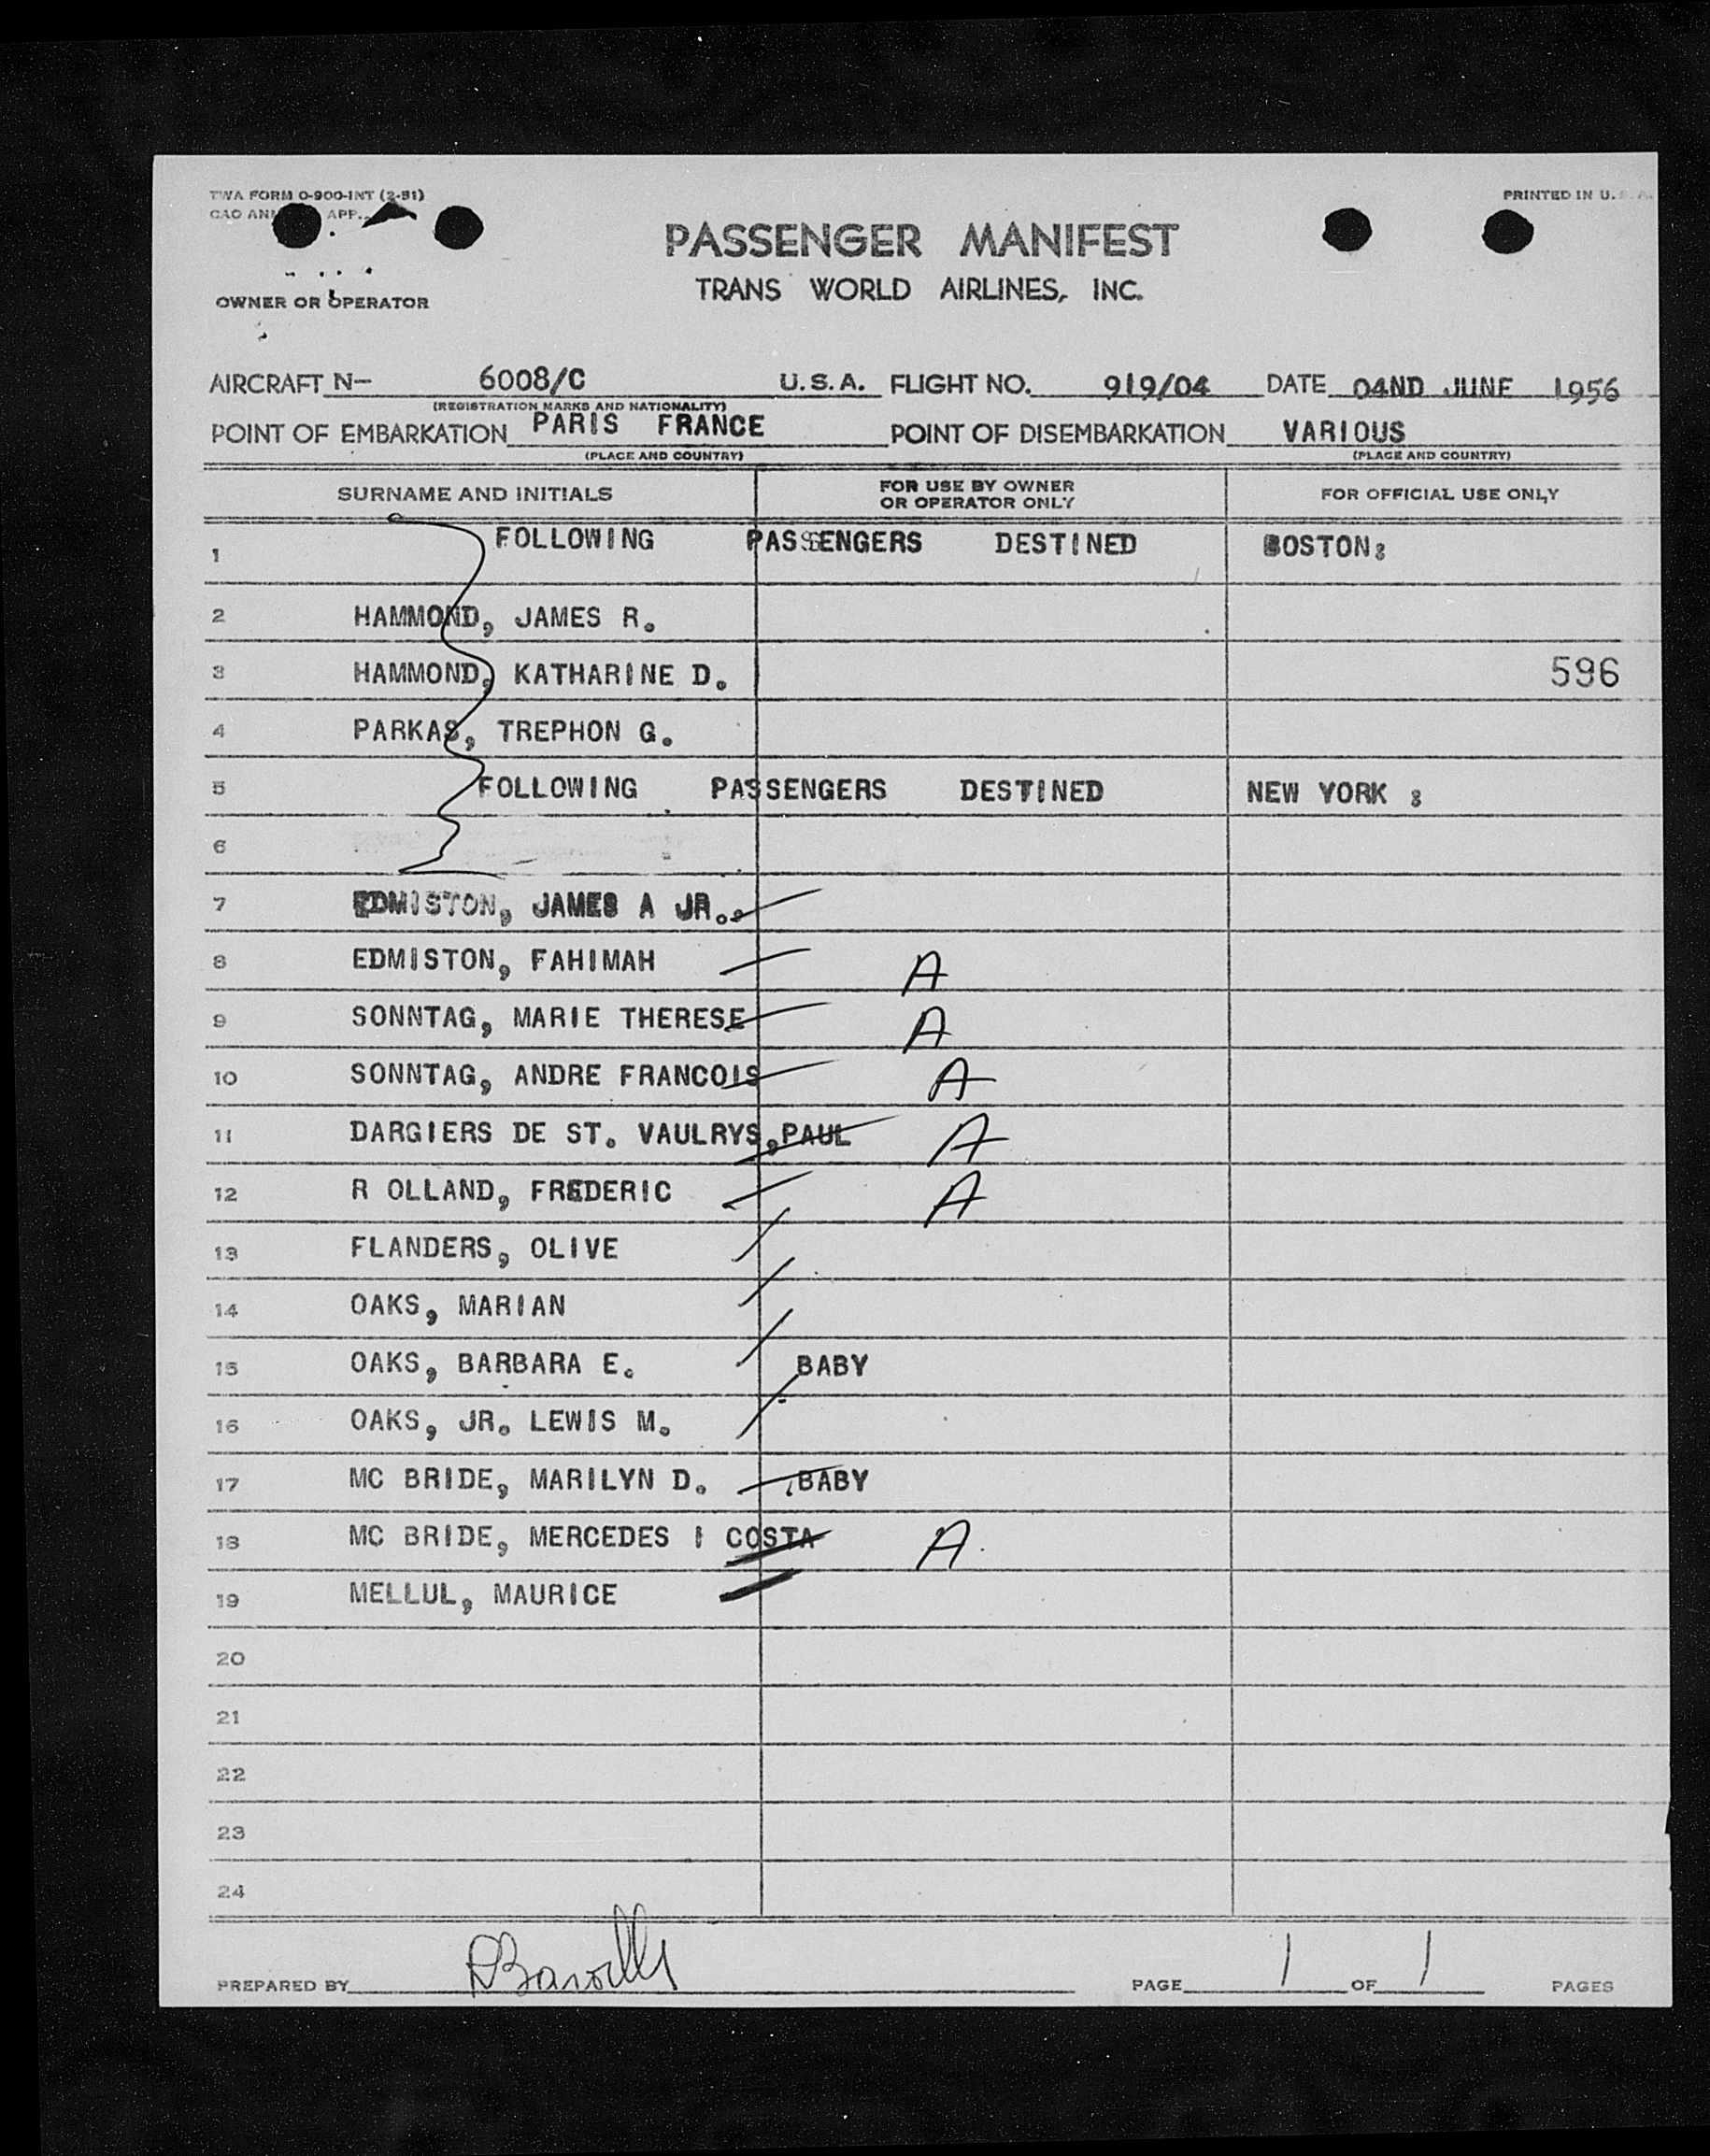 TWA FORM O-900-INT (2-51)
PRINTED IN U. S. A.
CAO APP.
PASSENGER MANIFEST
TRANS WORLD AIRLINES, INC.
OWNER OR OPERATOR
AIRCRAFT N- 6008/C U.S.A. FLIGHT NO. 919/04 DATE 04ND JUNE 1956
(REGISTRATION MARKS AND NATIONALITY)
POINT OF EMBARKATION PARIS FRANCE POINT OF DISEMBARKATION VARIOUS
(PLACE AND COUNTRY) (PLACE AND COUNTRY)
SURNAME AND INITIALS FOR USE BY OWNER OR OPERATOR ONLY FOR OFFICIAL USE ONLY
1 FOLLOWING PASSENGERS DESTINED BOSTON:
2 HAMMOND, JAMES R.
3 HAMMOND, KATHARINE D. 596
4 PARKAS, TREPHON G.
5 FOLLOWING PASSENGERS DESTINED NEW YORK :
6
7 EDMISTON, JAMES A JR..
8 EDMISTON, FAHIMAH A
9 SONNTAG, MARIE THERESE A
10 SONNTAG, ANDRE FRANCOIS A
11 DARGIERS DE ST. VAULRYS,PAUL A
12 R OLLAND, FREDERIC A
13 FLANDERS, OLIVE
14 OAKS, MARIAN
15 OAKS, BARBARA E. BABY
16 OAKS, JR. LEWIS M.
17 MC BRIDE, MARILYN D. BABY
18 MC BRIDE, MERCEDES I COSTA A
19 MELLUL, MAURICE
20
21
22
23
24
PREPARED BY PAGE 1 OF 1 PAGES